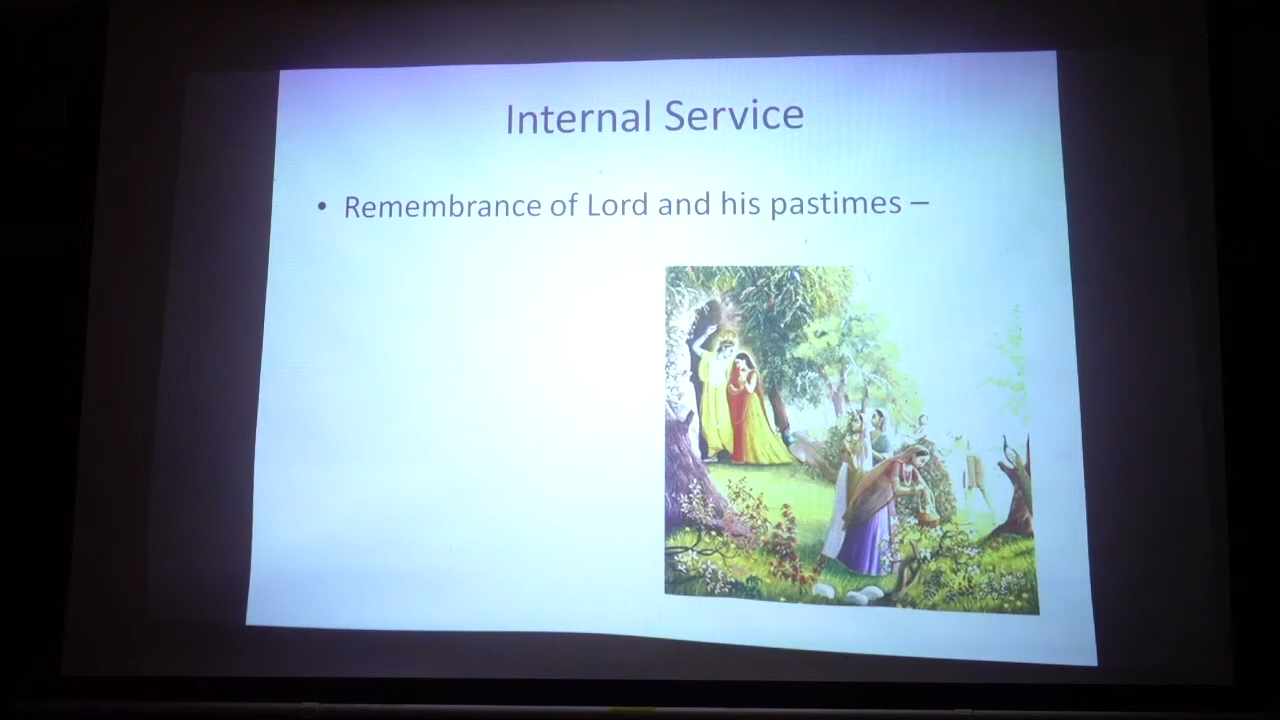 Internal Service
• Remembrance of Lord and his pastimes –